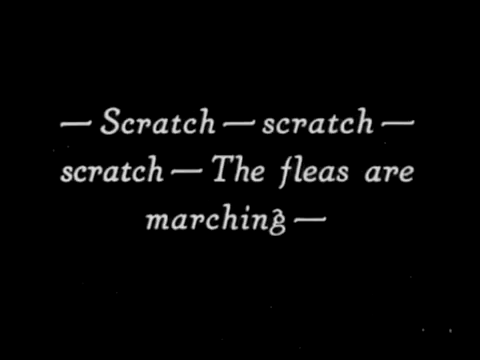 — Scratch — scratch —
scratch — The fleas are
marching —